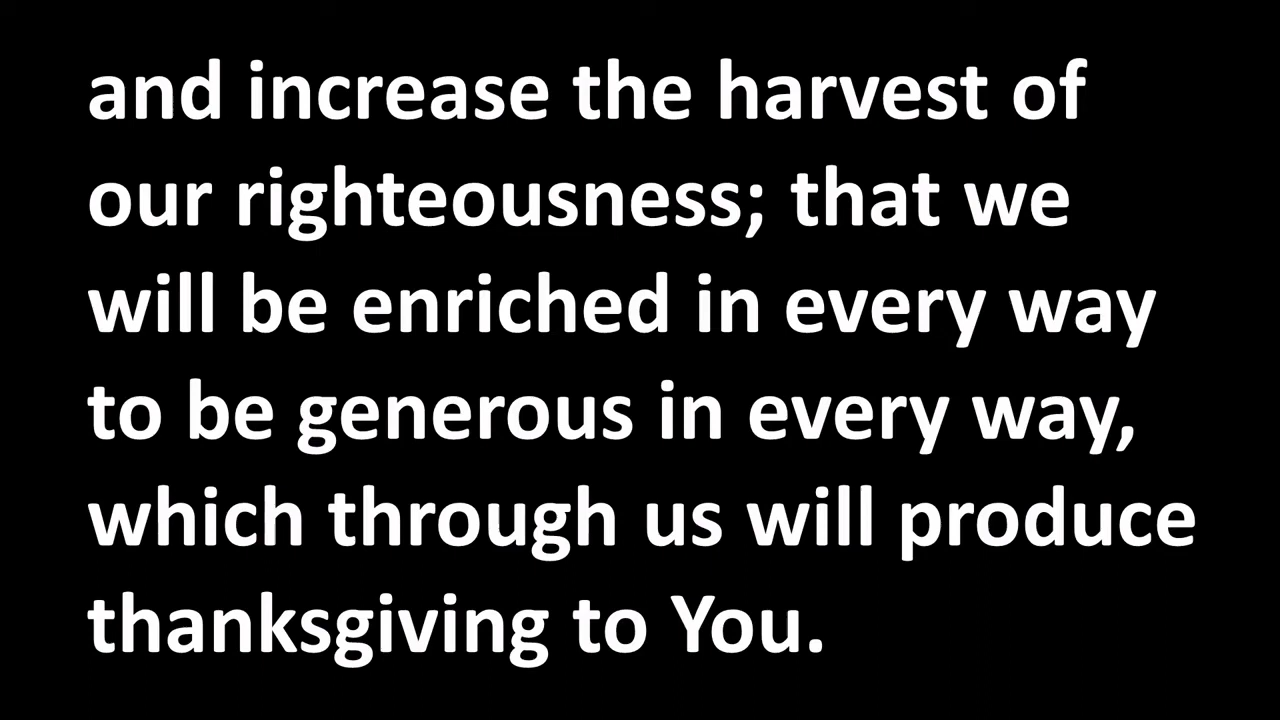 and increase the harvest of
our righteousness; that we
will be enriched in every way
to be generous in every way,
which through us will produce
thanksgiving to You.